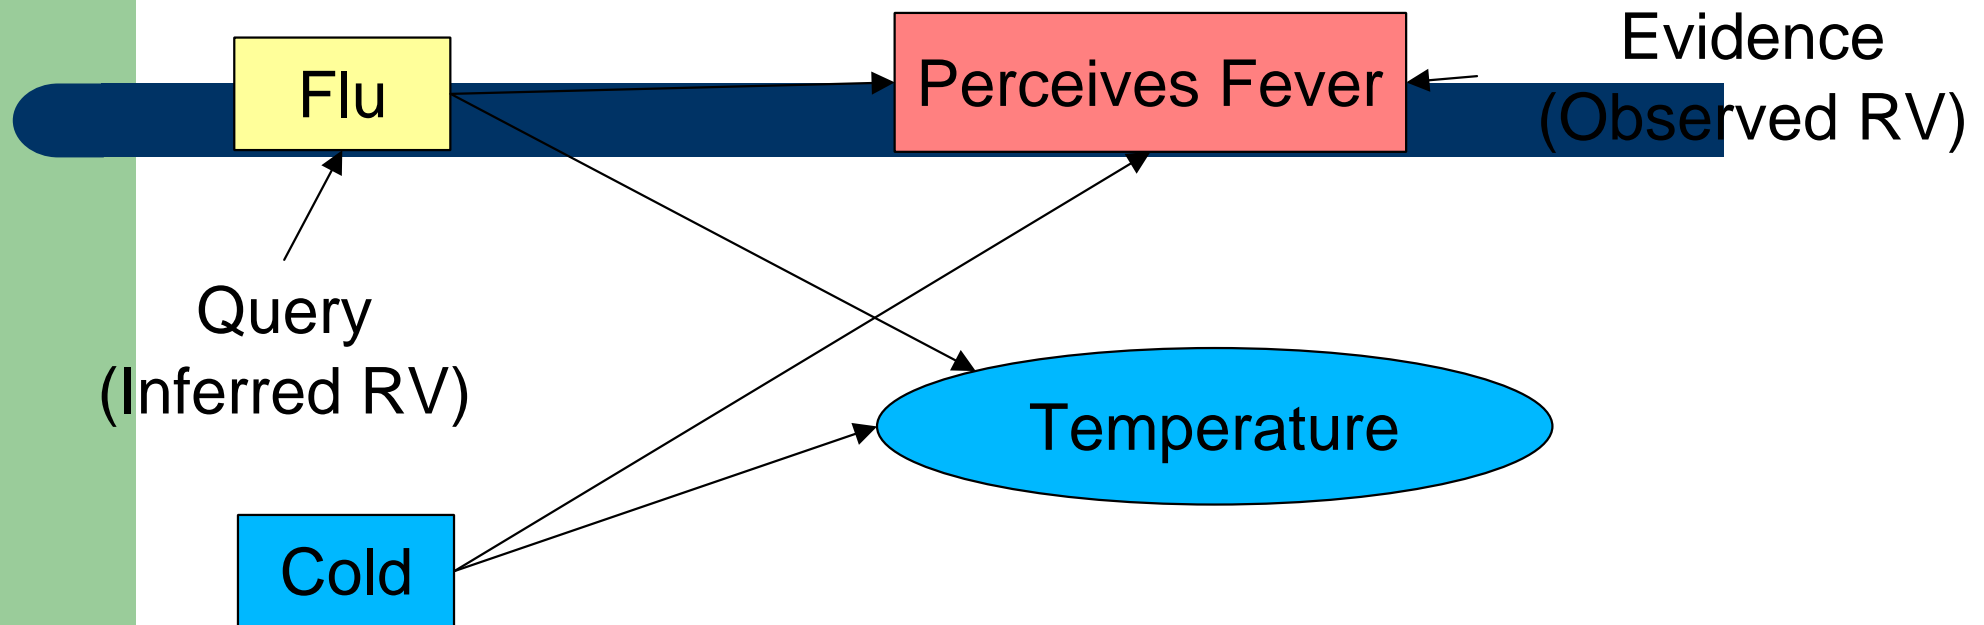 Flu
Perceives Fever
Evidence
(Observed RV)
Query
(Inferred RV)
Temperature
Cold